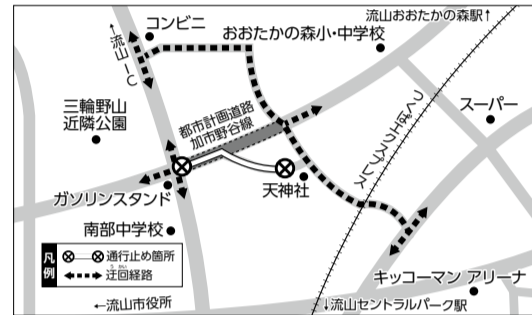 コンビニ
おおたかの森小・中学校
流山おおたかの森駅↑
←流山IC
三輪野山
近隣公園
都市計画道路
加市野谷線
つくばエクスプレス
スーパー
天神社
ガソリンスタンド
南部中学校
凡例
通行止め箇所
うかい
迂回経路
キッコーマン アリーナ
←流山市役所
↓流山セントラルパーク駅